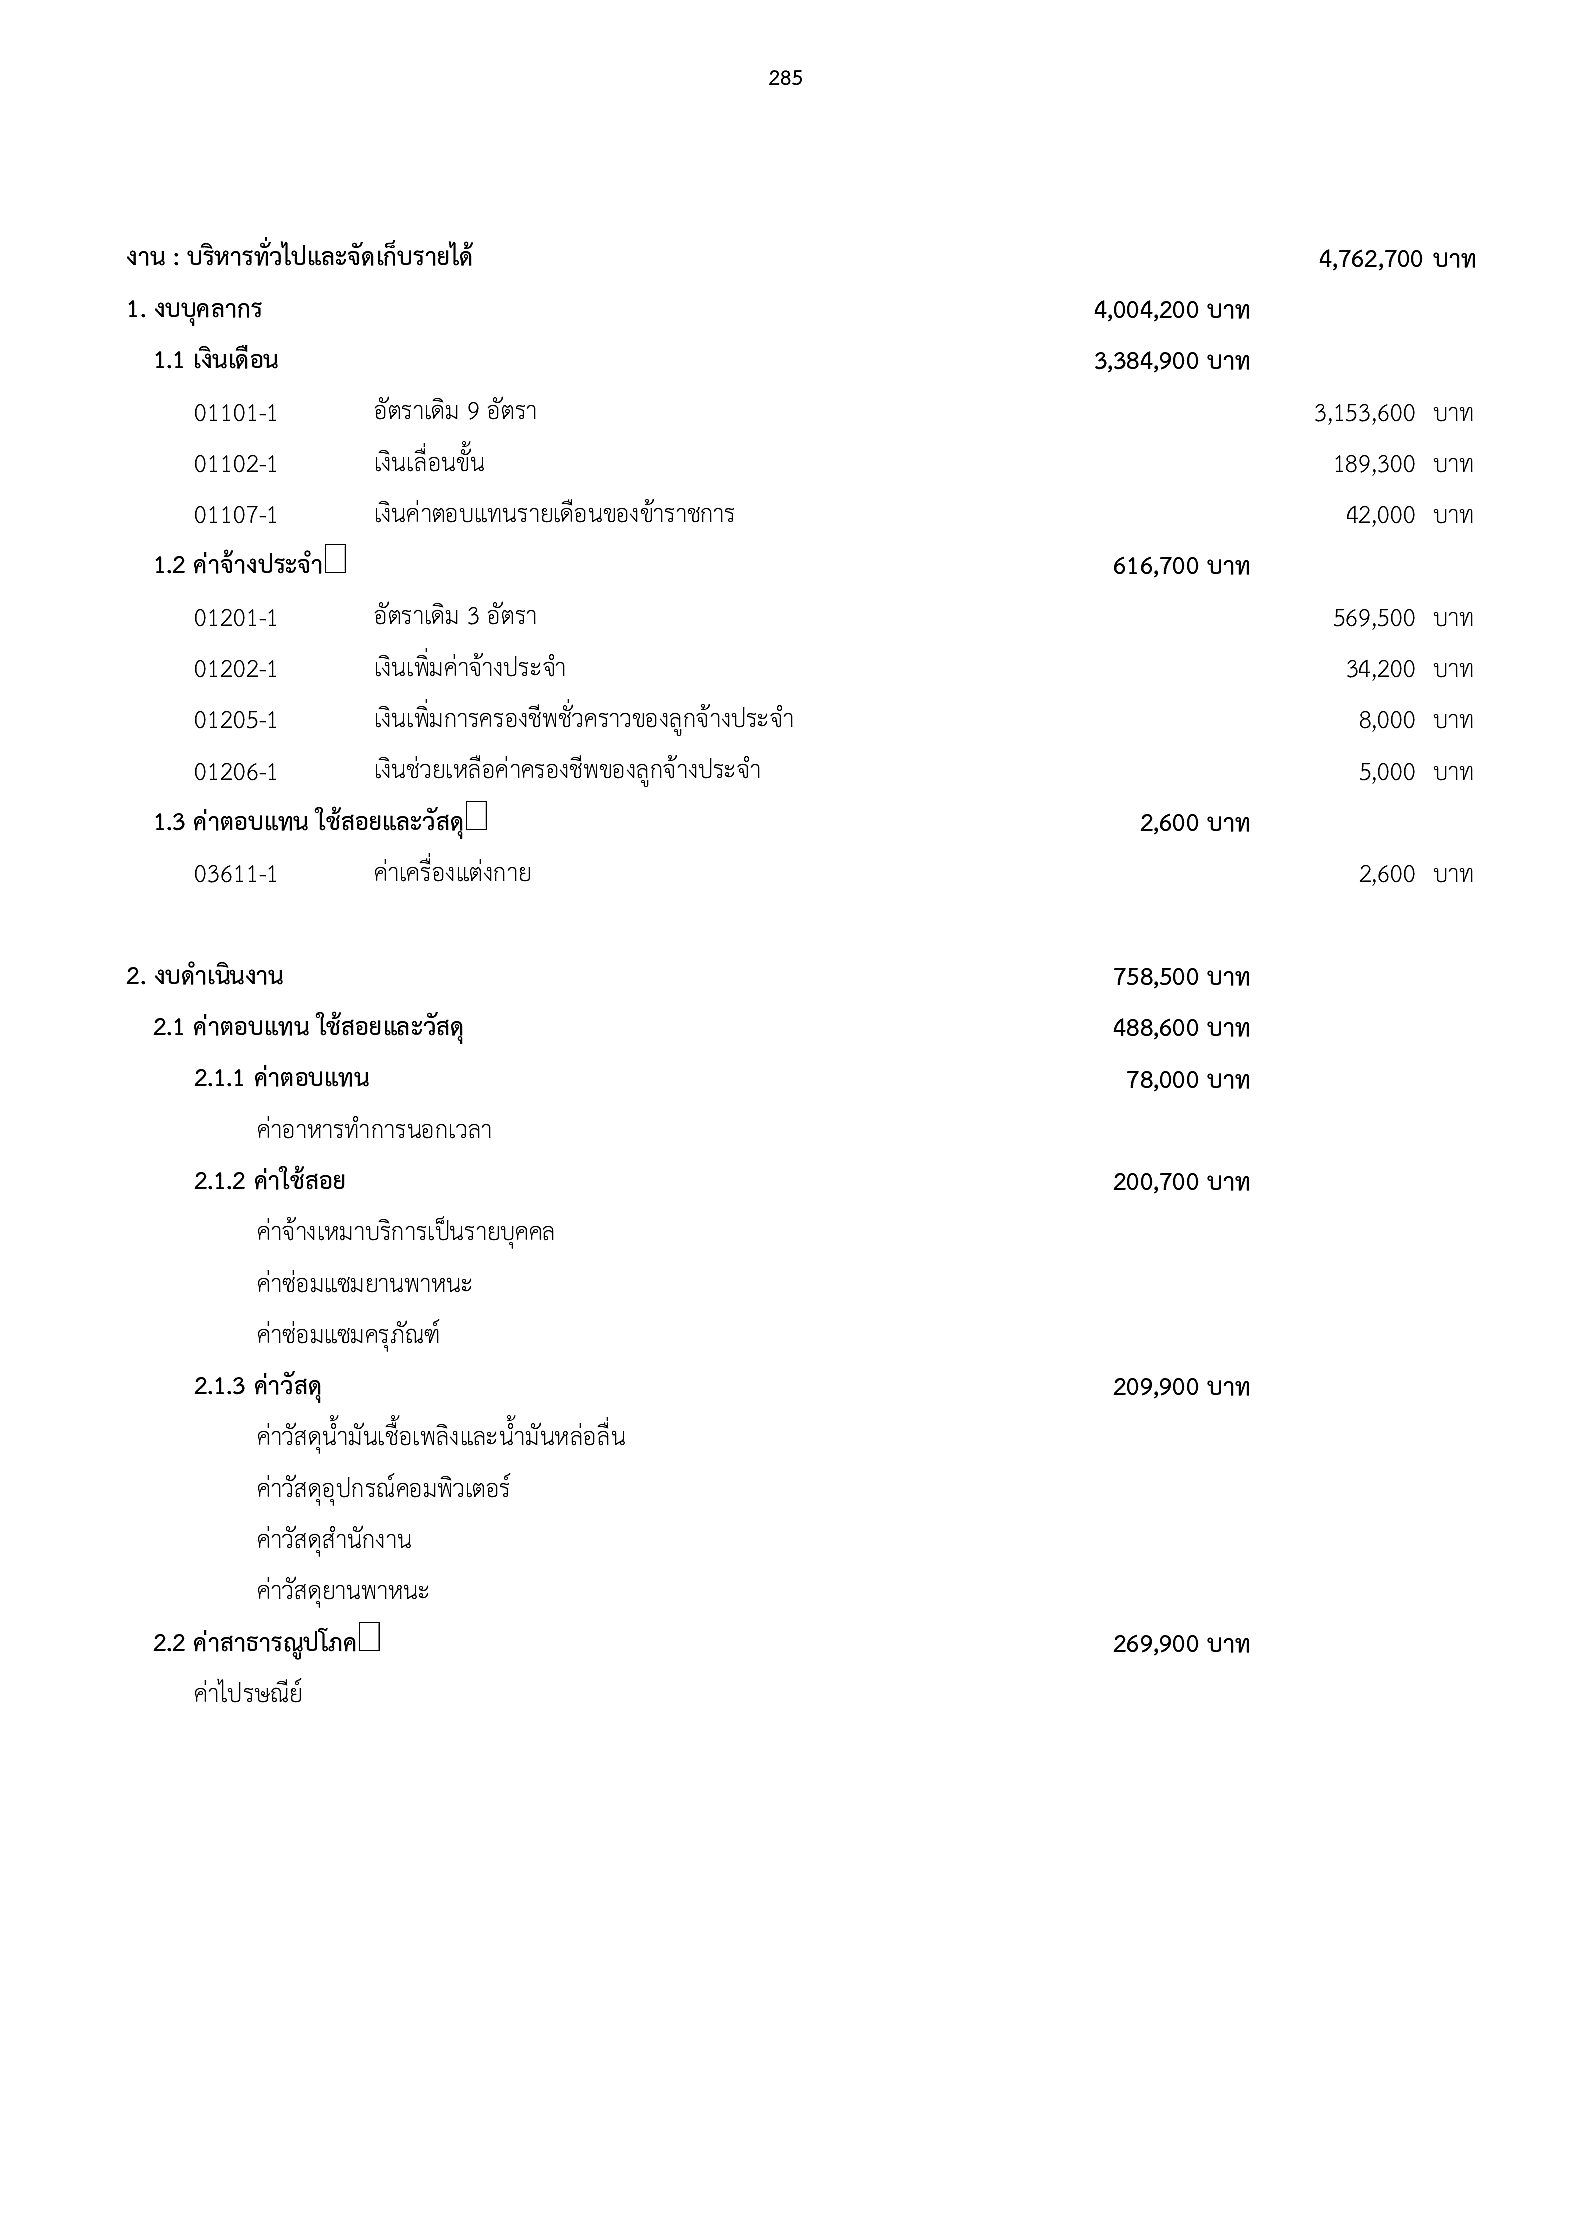 285
งาน : บริหารทั่วไปและจัดเก็บรายได้ 4,762,700 บาท
1. งบบุคลากร 4,004,200 บาท
1.1 เงินเดือน 3,384,900 บาท
01101-1 อัตราเดิม 9 อัตรา 3,153,600 บาท
01102-1 เงินเลื่อนขั้น 189,300 บาท
01107-1 เงินค่าตอบแทนรายเดือนของข้าราชการ 42,000 บาท
1.2 ค่าจ้างประจำ 616,700 บาท
01201-1 อัตราเดิม 3 อัตรา 569,500 บาท
01202-1 เงินเพิ่มค่าจ้างประจำ 34,200 บาท
01205-1 เงินเพิ่มการครองชีพชั่วคราวของลูกจ้างประจำ 8,000 บาท
01206-1 เงินช่วยเหลือค่าครองชีพของลูกจ้างประจำ 5,000 บาท
1.3 ค่าตอบแทน ใช้สอยและวัสดุ 2,600 บาท
03611-1 ค่าเครื่องแต่งกาย 2,600 บาท
2. งบดำเนินงาน 758,500 บาท
2.1 ค่าตอบแทน ใช้สอยและวัสดุ 488,600 บาท
2.1.1 ค่าตอบแทน 78,000 บาท
ค่าอาหารทำการนอกเวลา
2.1.2 ค่าใช้สอย 200,700 บาท
ค่าจ้างเหมาบริการเป็นรายบุคคล
ค่าซ่อมแซมยานพาหนะ
ค่าซ่อมแซมครุภัณฑ์
2.1.3 ค่าวัสดุ 209,900 บาท
ค่าวัสดุน้ำมันเชื้อเพลิงและน้ำมันหล่อลื่น
ค่าวัสดุอุปกรณ์คอมพิวเตอร์
ค่าวัสดุสำนักงาน
ค่าวัสดุยานพาหนะ
2.2 ค่าสาธารณูปโภค 269,900 บาท
ค่าไปรษณีย์